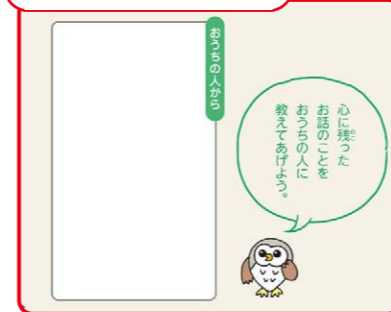 心に残った
お話のことを
おうちの人に
教えてあげよう。
おうちの人から